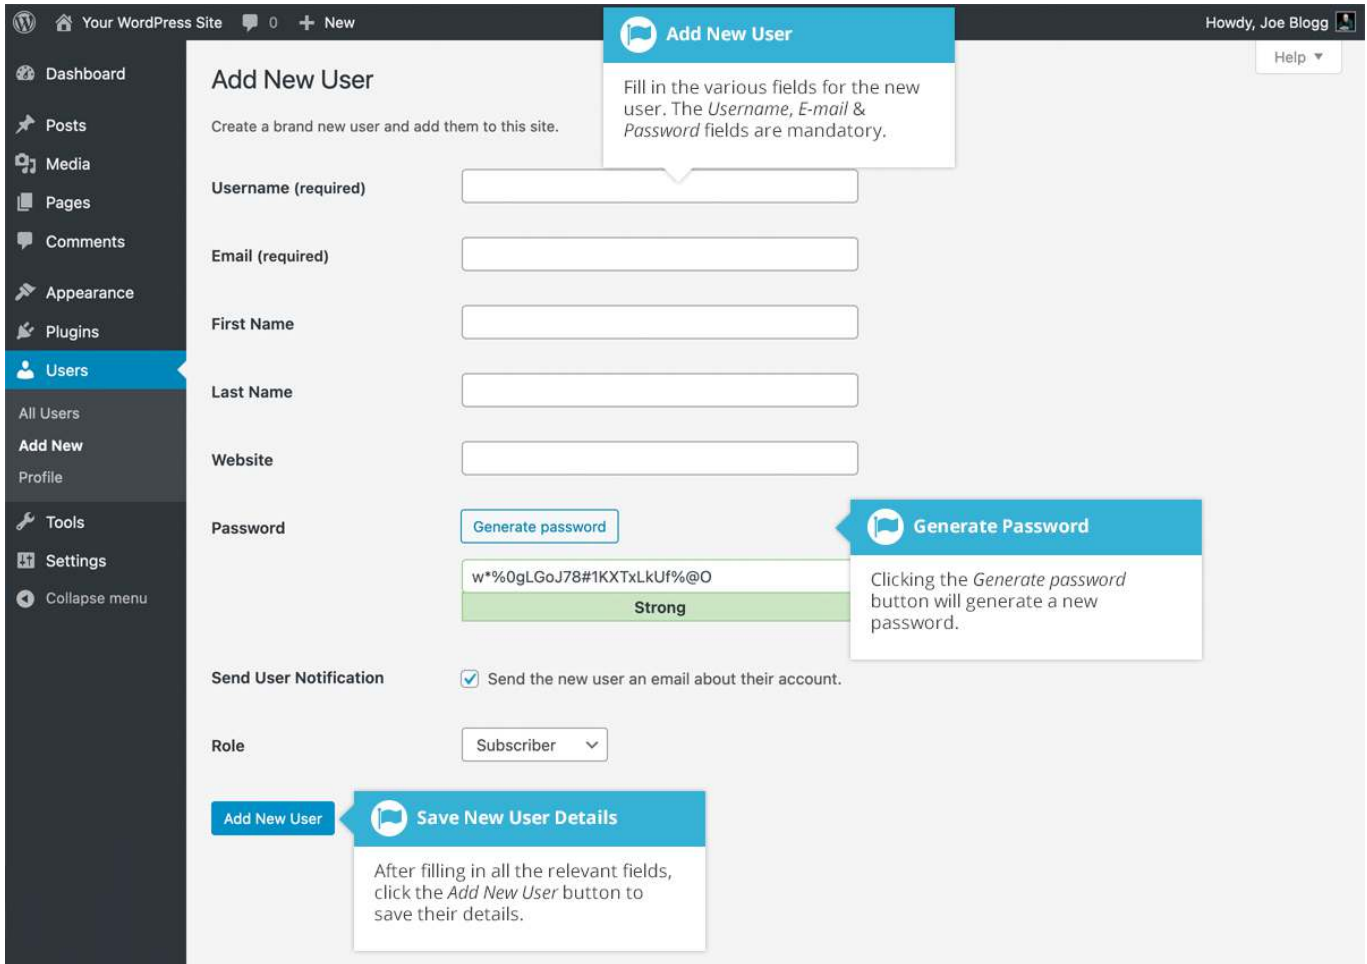 Your WordPress Site 0 + New
Howdy, Joe Blogg
Help ▼
Dashboard
Posts
Media
Pages
Comments
Appearance
Plugins
Users
All Users
Add New
Profile
Tools
Settings
Collapse menu
Add New User
Create a brand new user and add them to this site.
Add New User
Fill in the various fields for the new
user. The Username, E-mail &
Password fields are mandatory.
Username (required)
Email (required)
First Name
Last Name
Website
Password
Generate password
w*%0gLGoJ78#1KXTxLkUf%@O
Strong
Generate Password
Clicking the Generate password
button will generate a new
password.
Send User Notification
Send the new user an email about their account.
Role
Subscriber
Add New User
Save New User Details
After filling in all the relevant fields,
click the Add New User button to
save their details.